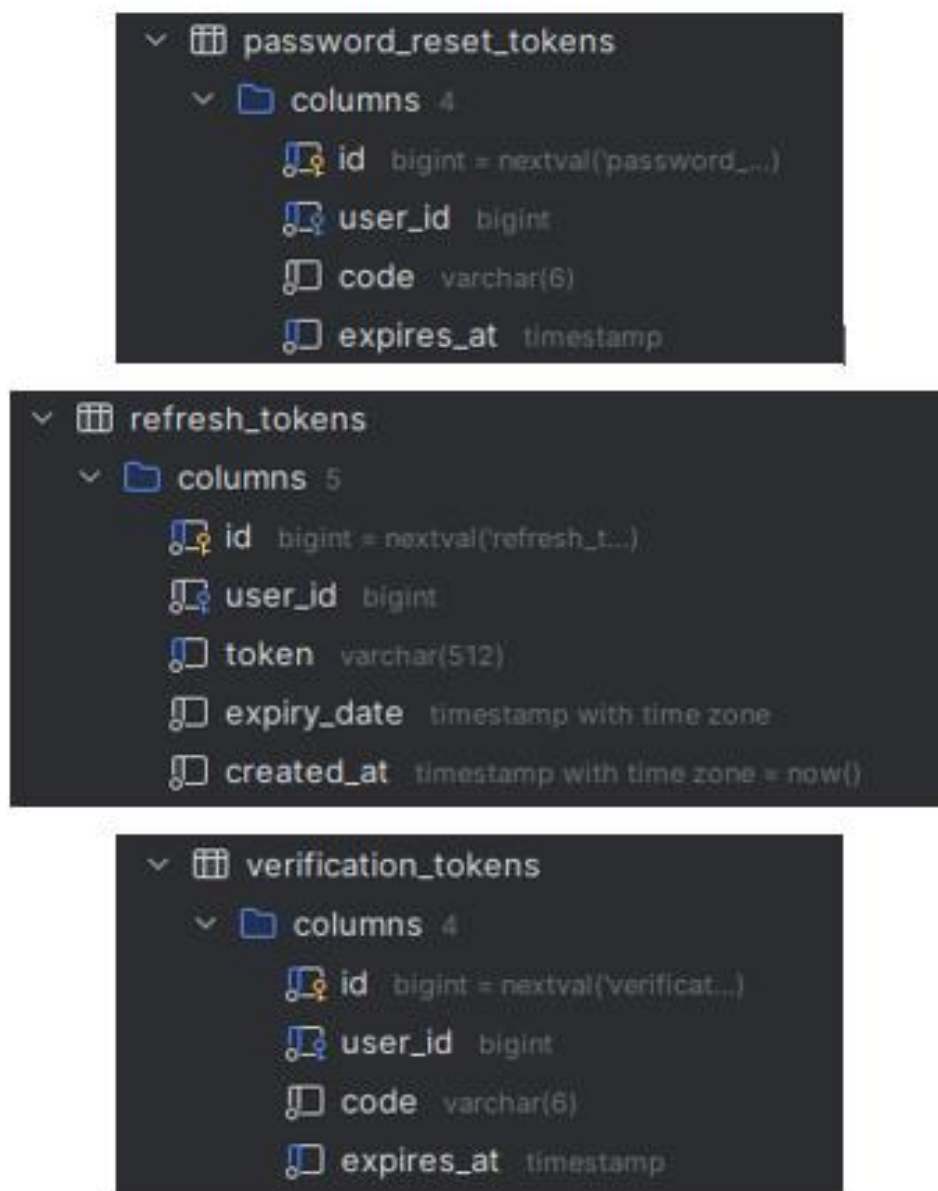 password_reset_tokens
columns 4
id bigint = nextval('password_...)
user_id bigint
code varchar(6)
expires_at timestamp
refresh_tokens
columns 5
id bigint = nextval('refresh_t...)
user_id bigint
token varchar(512)
expiry_date timestamp with time zone
created_at timestamp with time zone = now()
verification_tokens
columns 4
id bigint = nextval('verificat...)
user_id bigint
code varchar(6)
expires_at timestamp